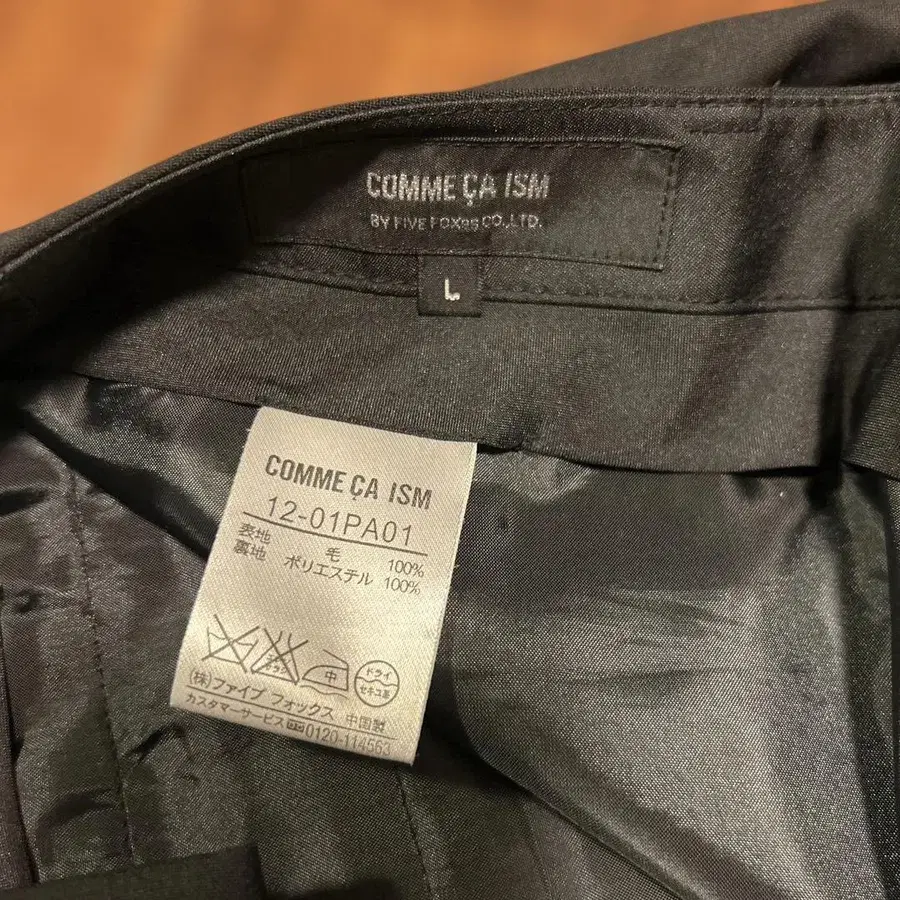 COMME ÇA ISM
BY FIVE FOXes CO.,LTD.
L
COMME ÇA ISM
12-01PA01
表地 毛 100%
裏地 ポリエステル 100%
中 ドライ
セキユ系
(株)ファイブ フォックス 中国製
カスタマーサービス 0120-114563